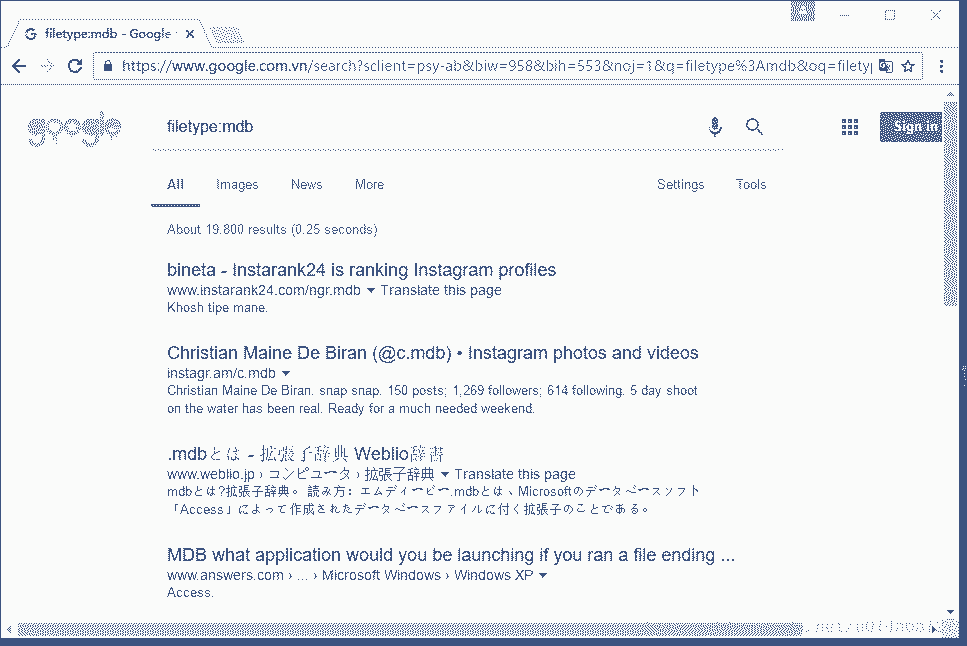 filetype:mdb - Google
https://www.google.com.vn/search?sclient=psy-ab&biw=958&bih=553&noj=1&q=filetype%3Amdb&oq=filety
Google
filetype:mdb
Sign in
All Images News More Settings Tools
About 19.800 results (0.25 seconds)
bineta - Instarank24 is ranking Instagram profiles
www.instarank24.com/ngr.mdb ▼ Translate this page
Khosh tipe mane.
Christian Maine De Biran (@c.mdb) • Instagram photos and videos
instagr.am/c.mdb ▼
Christian Maine De Biran. snap snap. 150 posts; 1,269 followers; 614 following. 5 day shoot
on the water has been real. Ready for a much needed weekend.
.mdbとは - 拡張子辞典 Weblio辞書
www.weblio.jp › コンピュータ › 拡張子辞典 ▼ Translate this page
mdbとは?拡張子辞典。 読み方：エムディービー.mdbとは、Microsoftのデータベースソフト
「Access」によって作成されたデータベースファイルに付く拡張子のことである。
MDB what application would you be launching if you ran a file ending ...
www.answers.com › ... › Microsoft Windows › Windows XP ▼
Access.